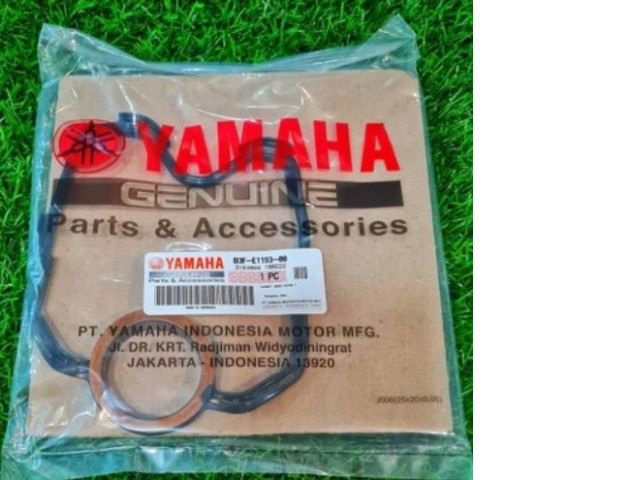 YAMAHA
GENUINE
Parts & Accessories
YAMAHA
Parts & Accessories
B3F-E1193-00
1 PC
PT. YAMAHA INDONESIA MOTOR MFG.
Jl. DR. KRT. Radjiman Widyodiningrat
JAKARTA - INDONESIA 13920